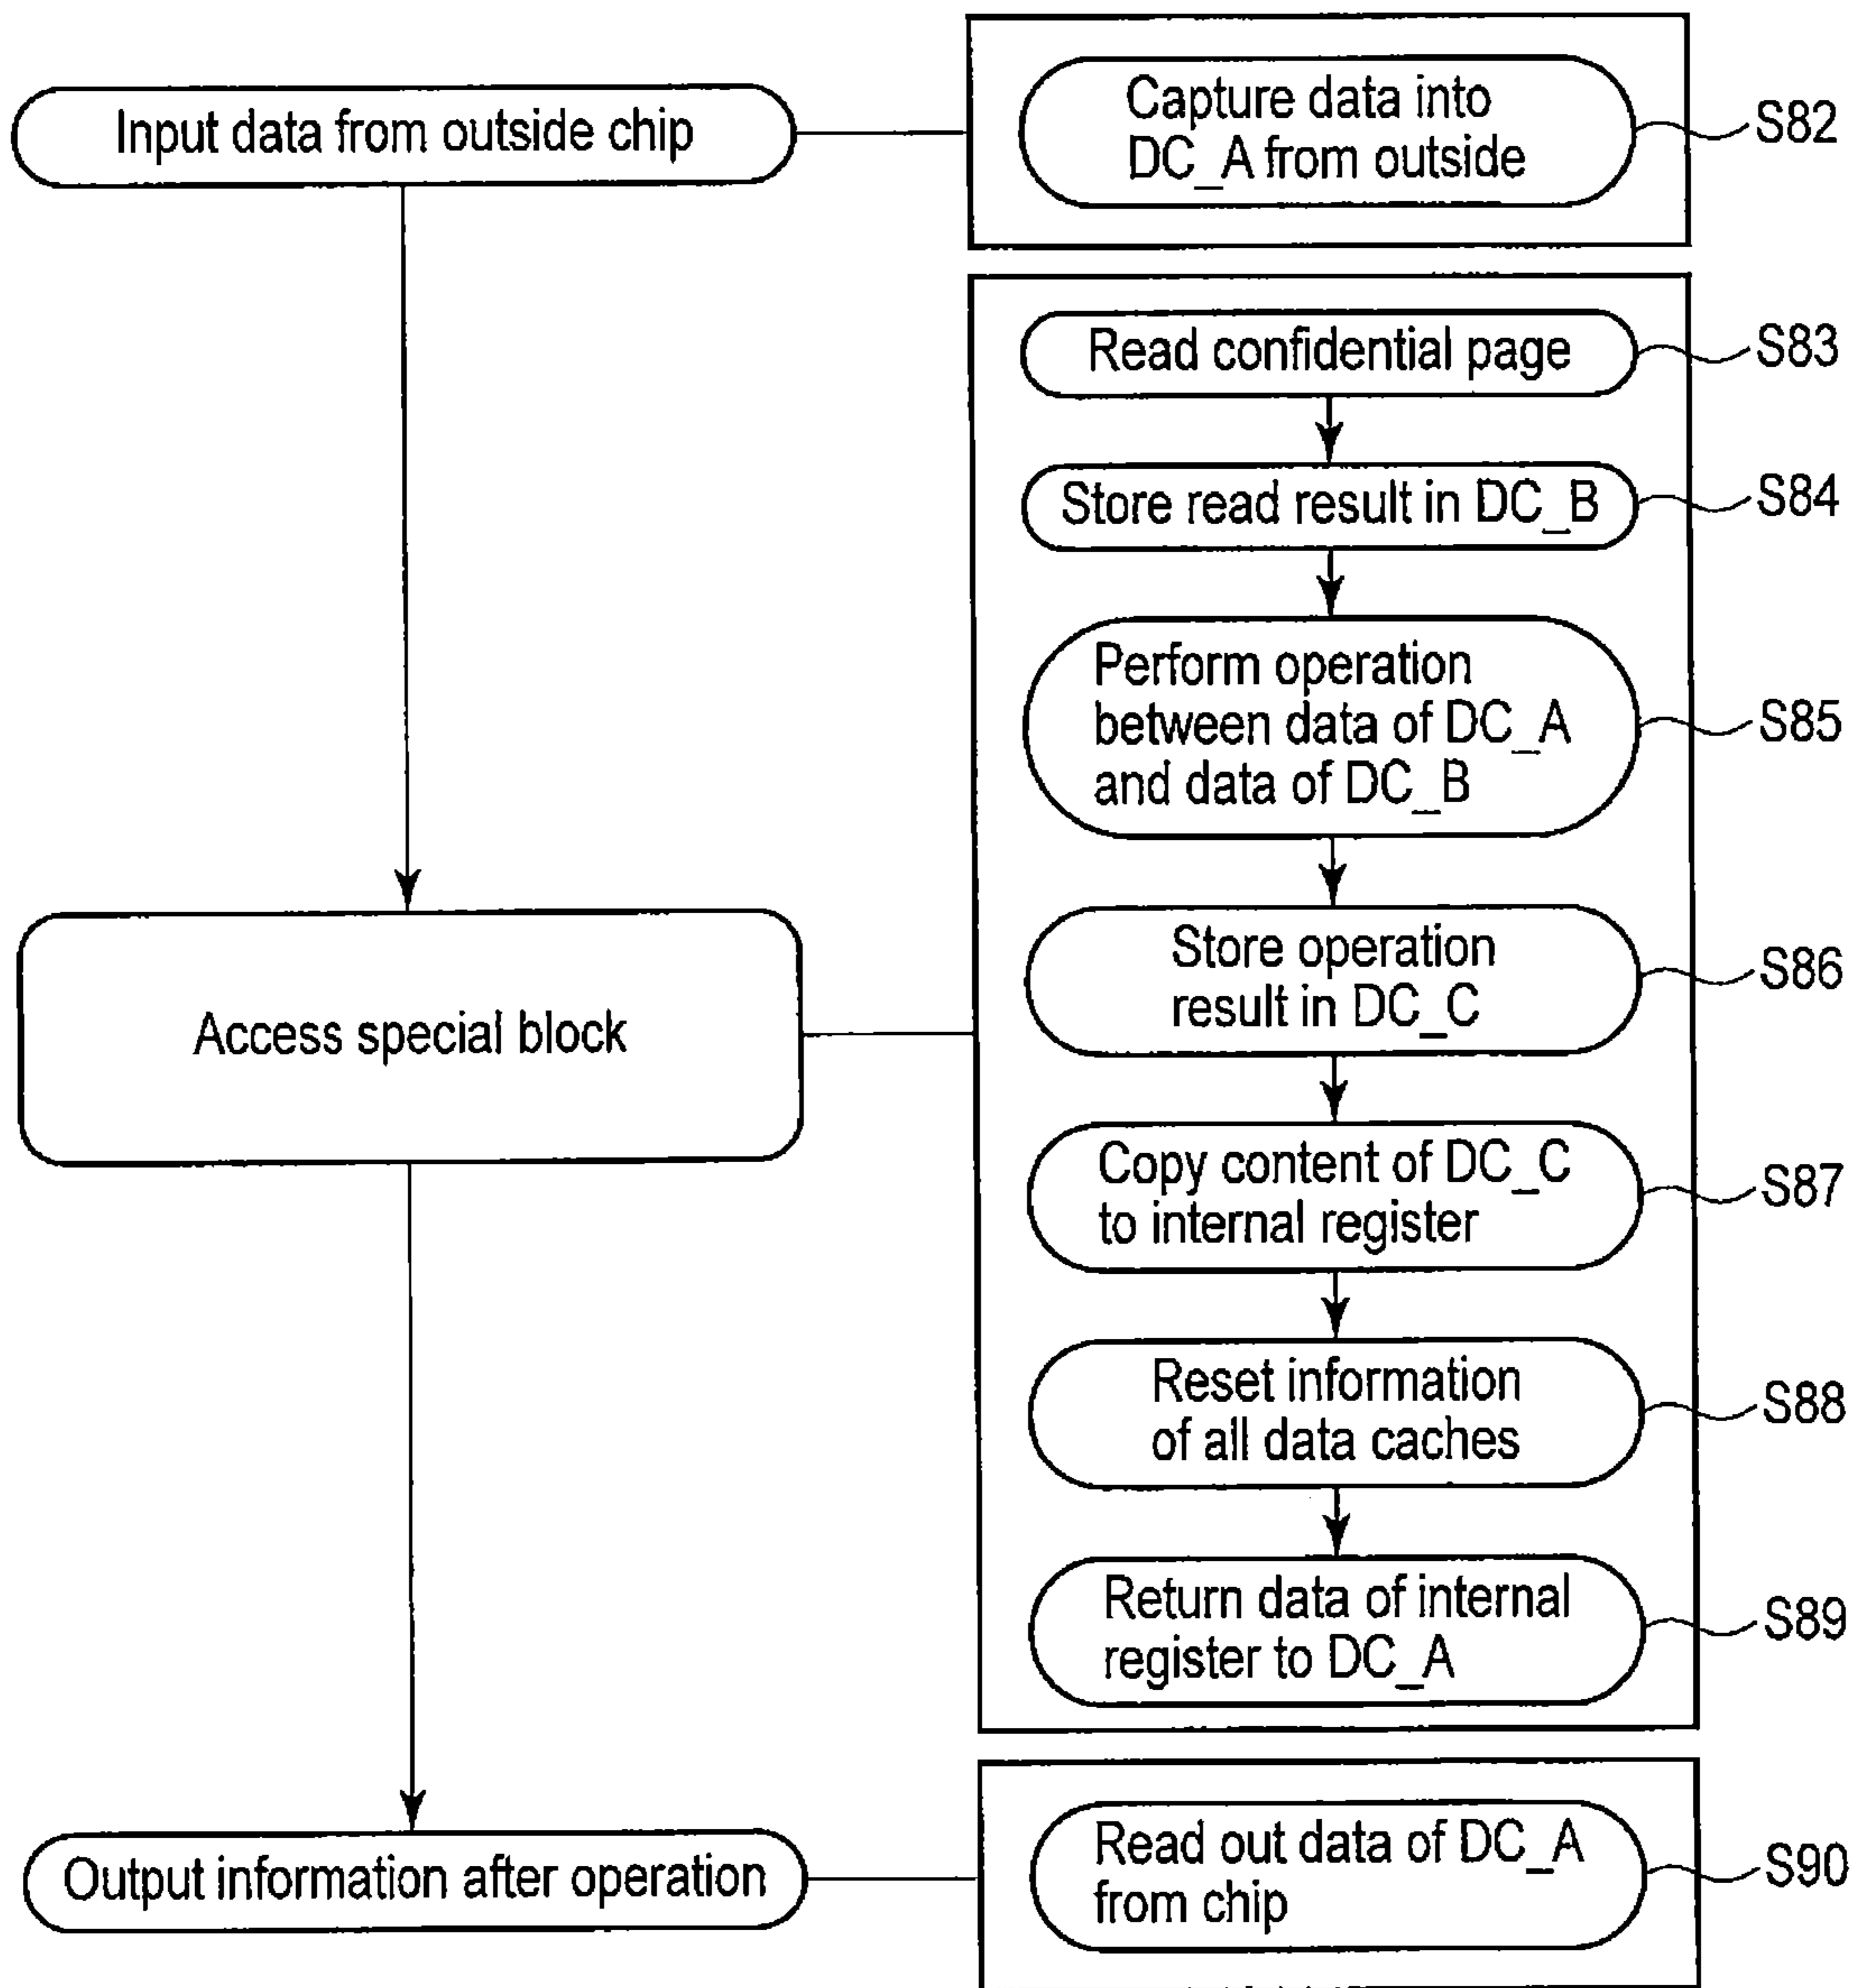 Input data from outside chip
Capture data into
DC_A from outside
S82
Read confidential page
S83
Store read result in DC_B
S84
Perform operation
between data of DC_A
and data of DC_B
S85
Access special block
Store operation
result in DC_C
S86
Copy content of DC_C
to internal register
S87
Reset information
of all data caches
S88
Return data of internal
register to DC_A
S89
Output information after operation
Read out data of DC_A
from chip
S90